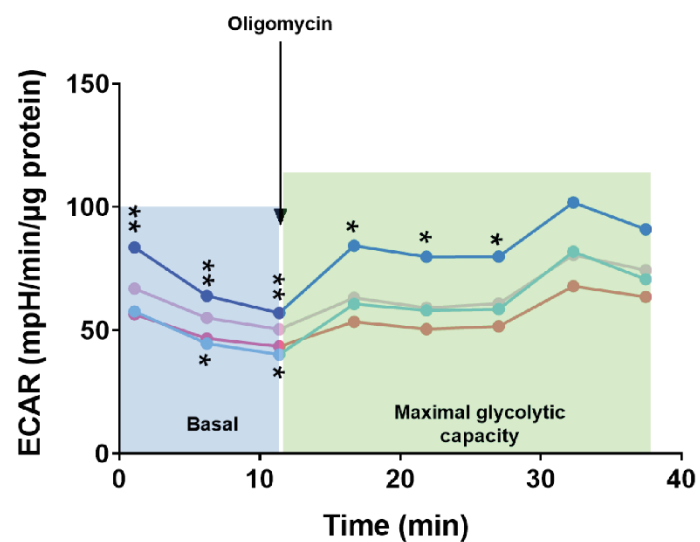 Oligomycin
ECAR (mpH/min/µg protein)
150
100
50
0
**
**
**
*
*
*
*
*
Basal
Maximal glycolytic
capacity
0 10 20 30 40
Time (min)